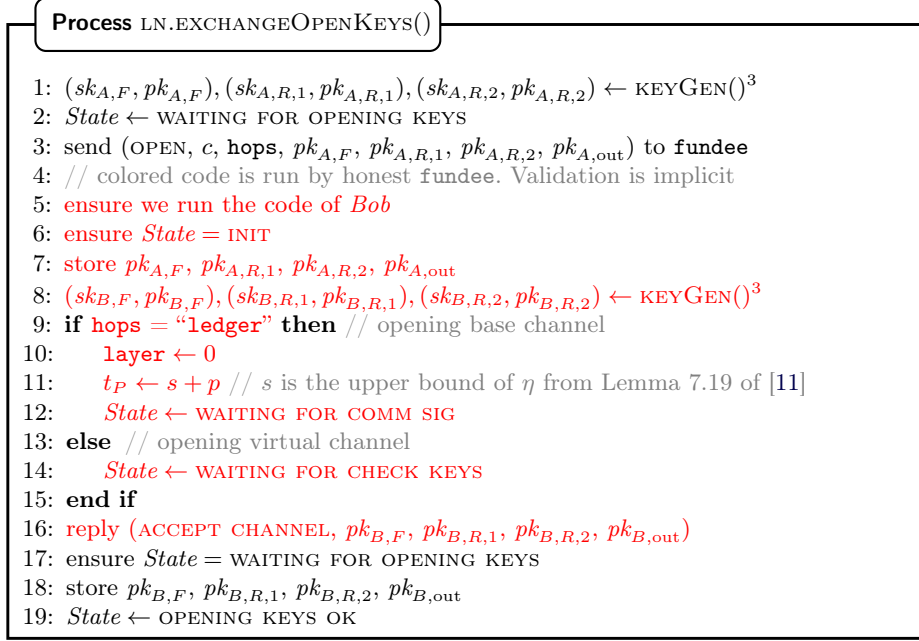 Process LN.EXCHANGEOPENKEYS()
1: (sk_{A,F}, pk_{A,F}), (sk_{A,R,1}, pk_{A,R,1}), (sk_{A,R,2}, pk_{A,R,2}) ← KEYGEN()^3
2: State ← WAITING FOR OPENING KEYS
3: send (OPEN, c, hops, pk_{A,F}, pk_{A,R,1}, pk_{A,R,2}, pk_{A,out}) to fundee
4: // colored code is run by honest fundee. Validation is implicit
5: ensure we run the code of Bob
6: ensure State = INIT
7: store pk_{A,F}, pk_{A,R,1}, pk_{A,R,2}, pk_{A,out}
8: (sk_{B,F}, pk_{B,F}), (sk_{B,R,1}, pk_{B,R,1}), (sk_{B,R,2}, pk_{B,R,2}) ← KEYGEN()^3
9: if hops = “ledger” then // opening base channel
10: layer ← 0
11: t_P ← s + p // s is the upper bound of η from Lemma 7.19 of [11]
12: State ← WAITING FOR COMM SIG
13: else // opening virtual channel
14: State ← WAITING FOR CHECK KEYS
15: end if
16: reply (ACCEPT CHANNEL, pk_{B,F}, pk_{B,R,1}, pk_{B,R,2}, pk_{B,out})
17: ensure State = WAITING FOR OPENING KEYS
18: store pk_{B,F}, pk_{B,R,1}, pk_{B,R,2}, pk_{B,out}
19: State ← OPENING KEYS OK